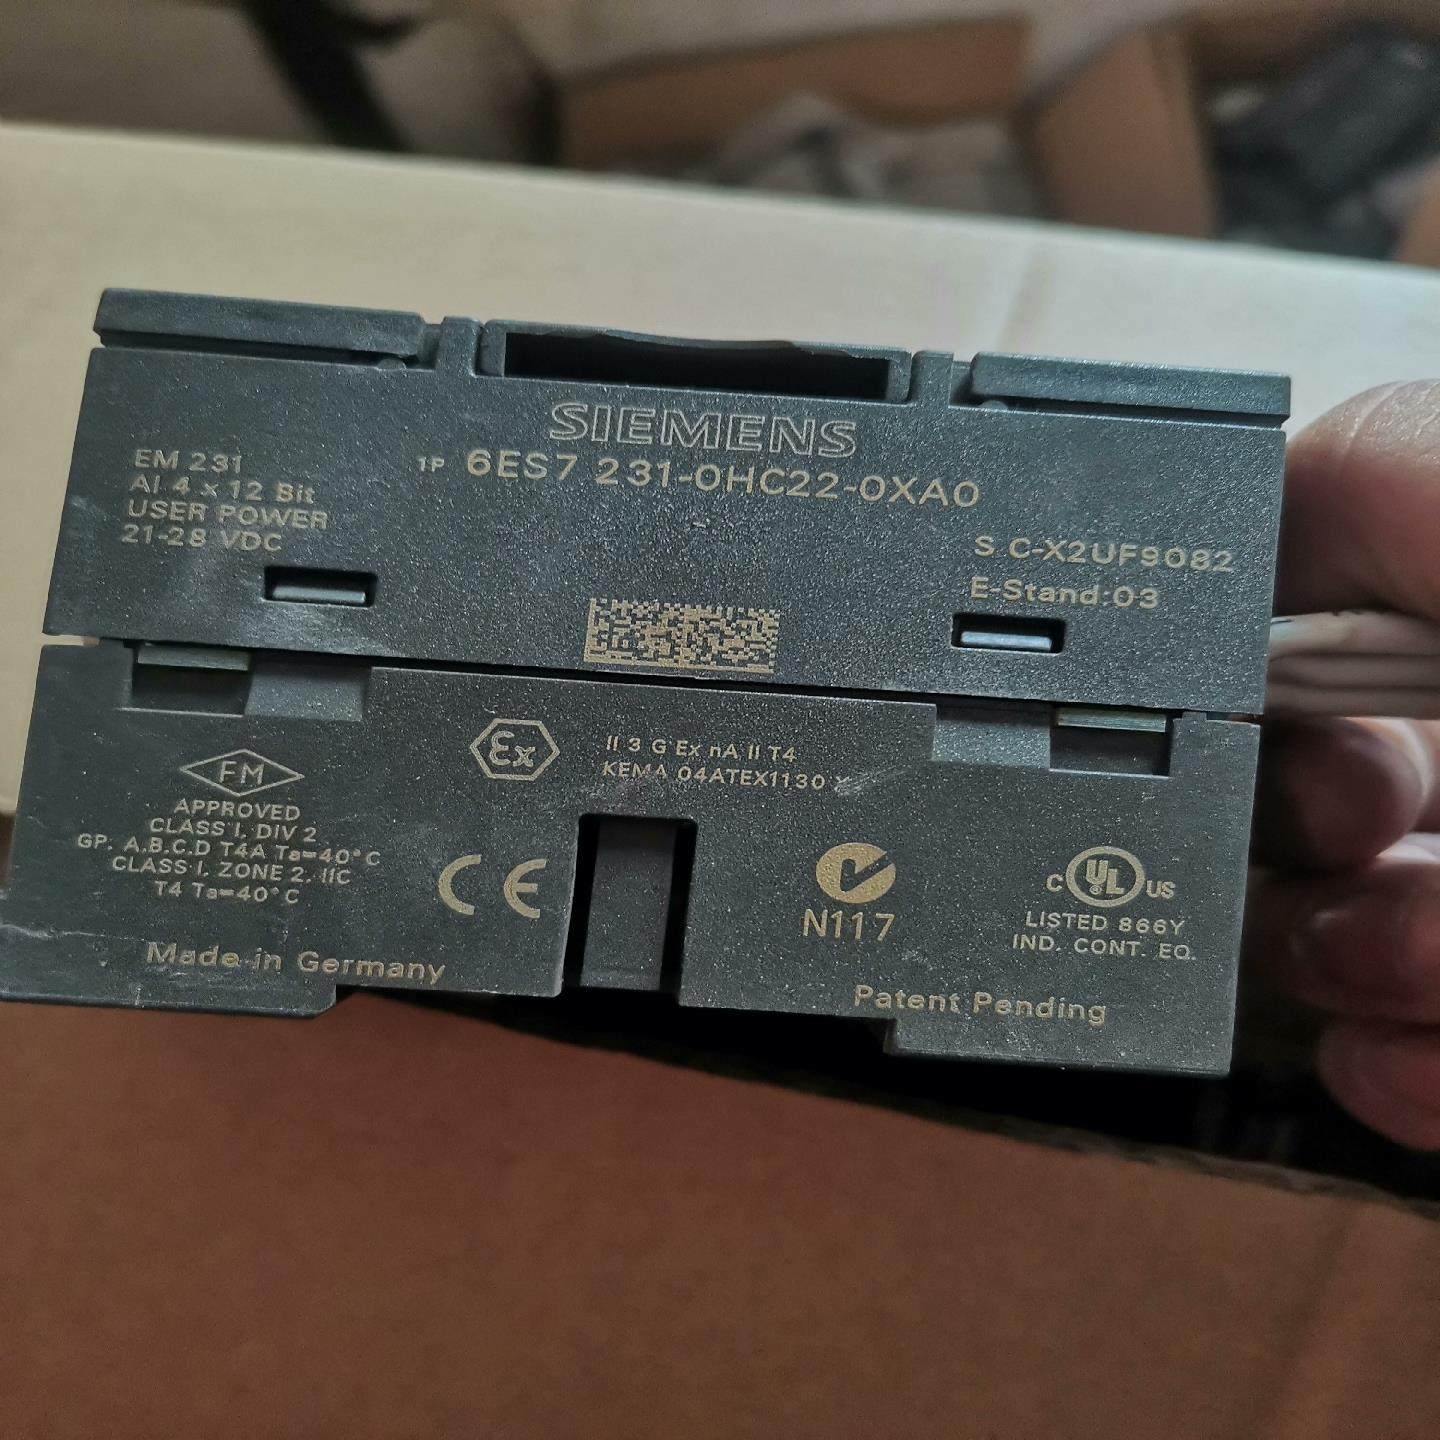 SIEMENS
EM 231
AI 4 x 12 Bit
USER POWER
21-28 VDC
1P 6ES7 231-0HC22-0XA0
S C-X2UF9082
E-Stand:03
FM
APPROVED
CLASS I, DIV 2
GP. A.B.C.D T4A Ta=40°C
CLASS I, ZONE 2, IIC
T4 Ta=40°C
Made in Germany
Ex
II 3 G Ex nA II T4
KEMA 04ATEX1130 X
CE
N117
C UL US
LISTED 866Y
IND. CONT. EQ.
Patent Pending